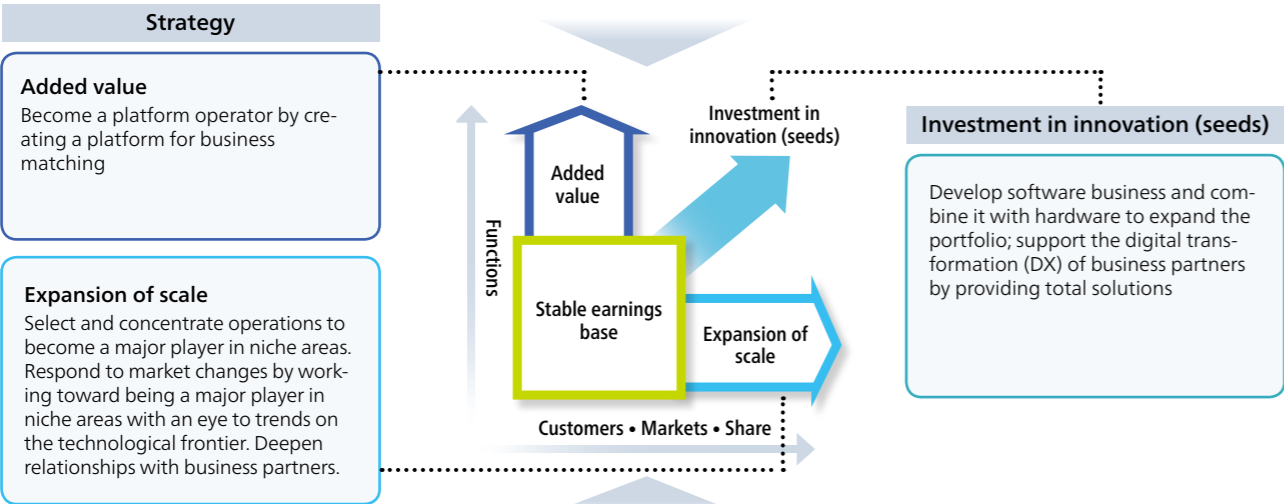 Strategy
Added value
Become a platform operator by cre-
ating a platform for business
matching
Expansion of scale
Select and concentrate operations to
become a major player in niche areas.
Respond to market changes by work-
ing toward being a major player in
niche areas with an eye to trends on
the technological frontier. Deepen
relationships with business partners.
Functions
Added
value
Investment in
innovation (seeds)
Stable earnings
base
Expansion of
scale
Customers • Markets • Share
Investment in innovation (seeds)
Develop software business and com-
bine it with hardware to expand the
portfolio; support the digital trans-
formation (DX) of business partners
by providing total solutions